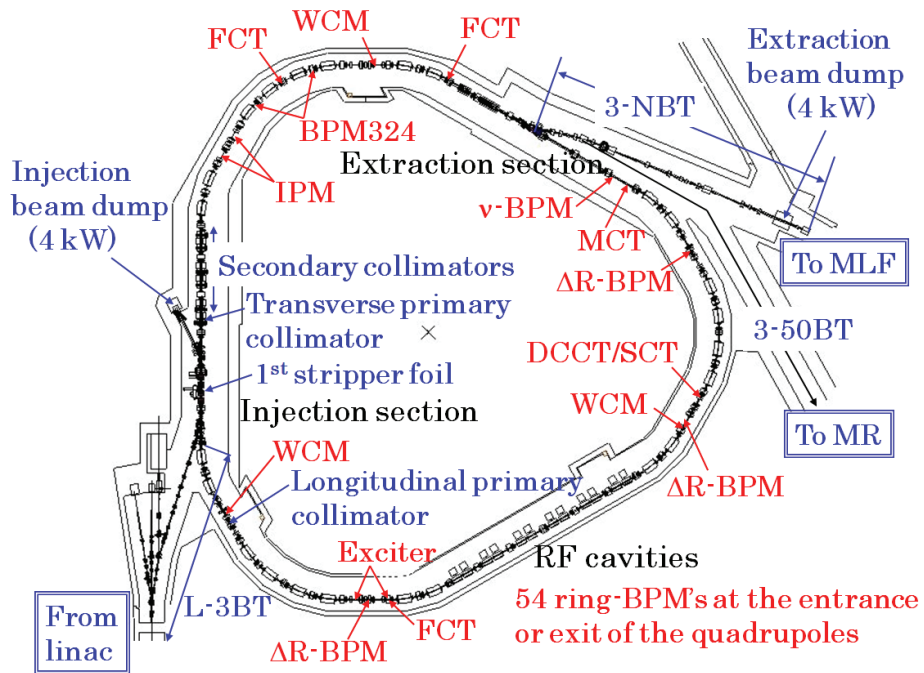 WCM
FCT
FCT
Extraction
beam dump
(4 kW)
3-NBT
BPM324
Extraction section
Injection
beam dump
(4 kW)
IPM
ν-BPM
MCT
To MLF
ΔR-BPM
Secondary collimators
Transverse primary
collimator
3-50BT
1st stripper foil
DCCT/SCT
Injection section
WCM
To MR
WCM
ΔR-BPM
Longitudinal primary
collimator
Exciter
RF cavities
L-3BT
54 ring-BPM's at the entrance
or exit of the quadrupoles
From
linac
FCT
ΔR-BPM